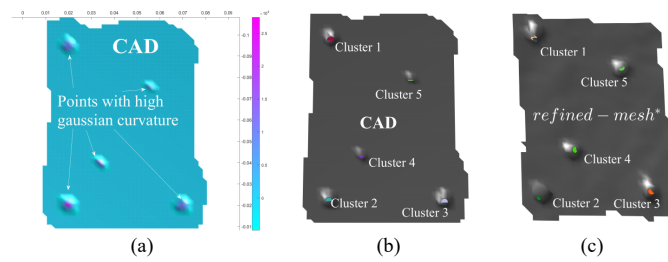 0.01 0.02 0.03 0.04 0.05 0.06 0.07 0.08 0.09
CAD
Points with high
gaussian curvature
-0.1
-0.09
-0.08
-0.07
-0.06
-0.05
-0.04
-0.03
-0.02
-0.01
2.5
2
1.5
1
0.5
0
(a)
Cluster 1
Cluster 5
CAD
Cluster 4
Cluster 2
Cluster 3
(b)
Cluster 1
Cluster 5
refined − mesh*
Cluster 4
Cluster 2
Cluster 3
(c)